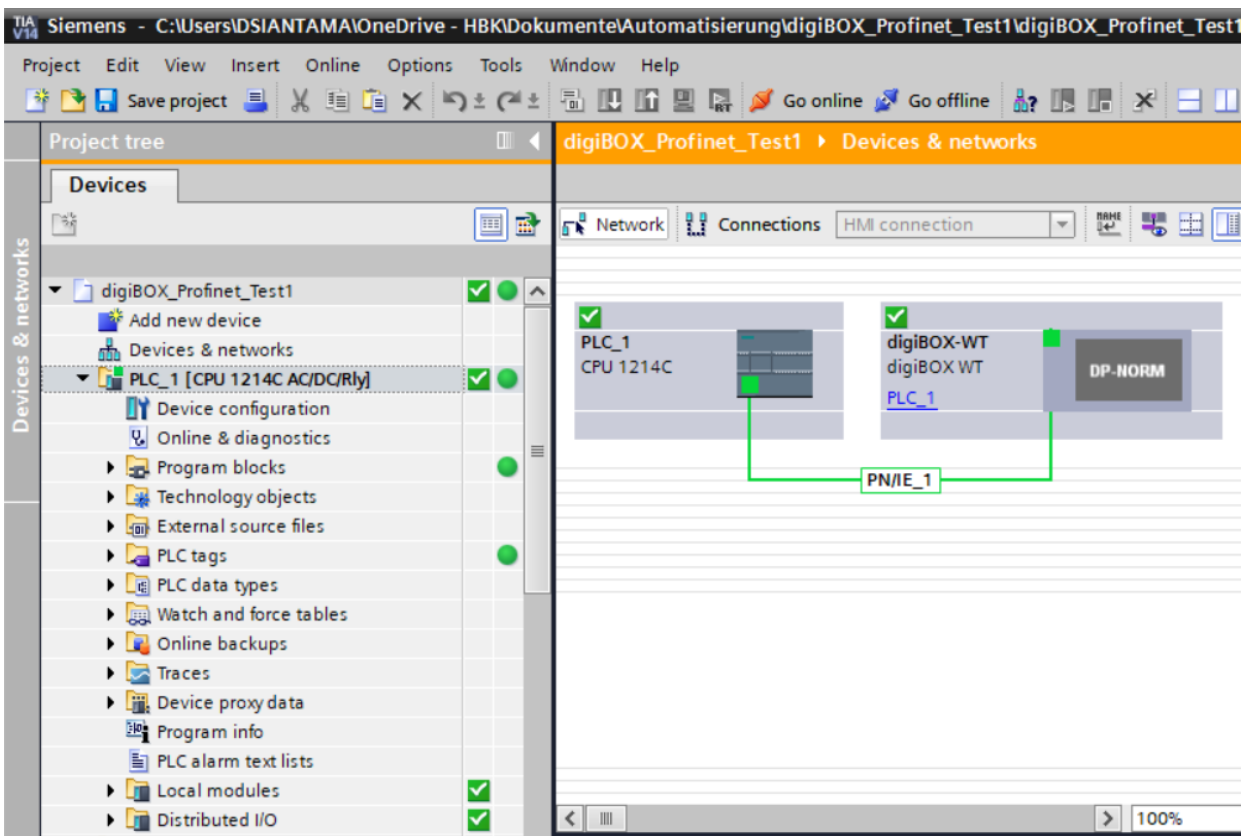 TIA V14 Siemens - C:\Users\DSIANTAMA\OneDrive - HBK\Dokumente\Automatisierung\digiBOX_Profinet_Test1\digiBOX_Profinet_Test1
Project Edit View Insert Online Options Tools Window Help
Save project Go online Go offline
Project tree
digiBOX_Profinet_Test1 Devices & networks
Devices
Network Connections HMI connection
Devices & networks
digiBOX_Profinet_Test1
Add new device
Devices & networks
PLC_1 [CPU 1214C AC/DC/Rly]
Device configuration
Online & diagnostics
Program blocks
Technology objects
External source files
PLC tags
PLC data types
Watch and force tables
Online backups
Traces
Device proxy data
Program info
PLC alarm text lists
Local modules
Distributed I/O
PLC_1
CPU 1214C
digiBOX-WT
digiBOX WT
PLC_1
DP-NORM
PN/IE_1
100%